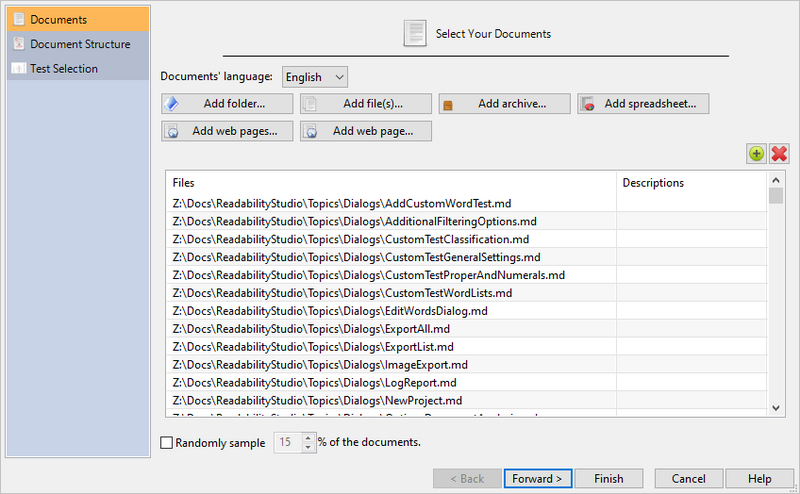 Documents
Document Structure
Test Selection
Select Your Documents
Documents' language: English
Add folder... Add file(s)... Add archive... Add spreadsheet...
Add web pages... Add web page...
Files Descriptions
Z:\Docs\ReadabilityStudio\Topics\Dialogs\AddCustomWordTest.md
Z:\Docs\ReadabilityStudio\Topics\Dialogs\AdditionalFilteringOptions.md
Z:\Docs\ReadabilityStudio\Topics\Dialogs\CustomTestClassification.md
Z:\Docs\ReadabilityStudio\Topics\Dialogs\CustomTestGeneralSettings.md
Z:\Docs\ReadabilityStudio\Topics\Dialogs\CustomTestProperAndNumerals.md
Z:\Docs\ReadabilityStudio\Topics\Dialogs\CustomTestWordLists.md
Z:\Docs\ReadabilityStudio\Topics\Dialogs\EditWordsDialog.md
Z:\Docs\ReadabilityStudio\Topics\Dialogs\ExportAll.md
Z:\Docs\ReadabilityStudio\Topics\Dialogs\ExportList.md
Z:\Docs\ReadabilityStudio\Topics\Dialogs\ImageExport.md
Z:\Docs\ReadabilityStudio\Topics\Dialogs\LogReport.md
Z:\Docs\ReadabilityStudio\Topics\Dialogs\NewProject.md
Randomly sample 15 % of the documents.
< Back Forward > Finish Cancel Help